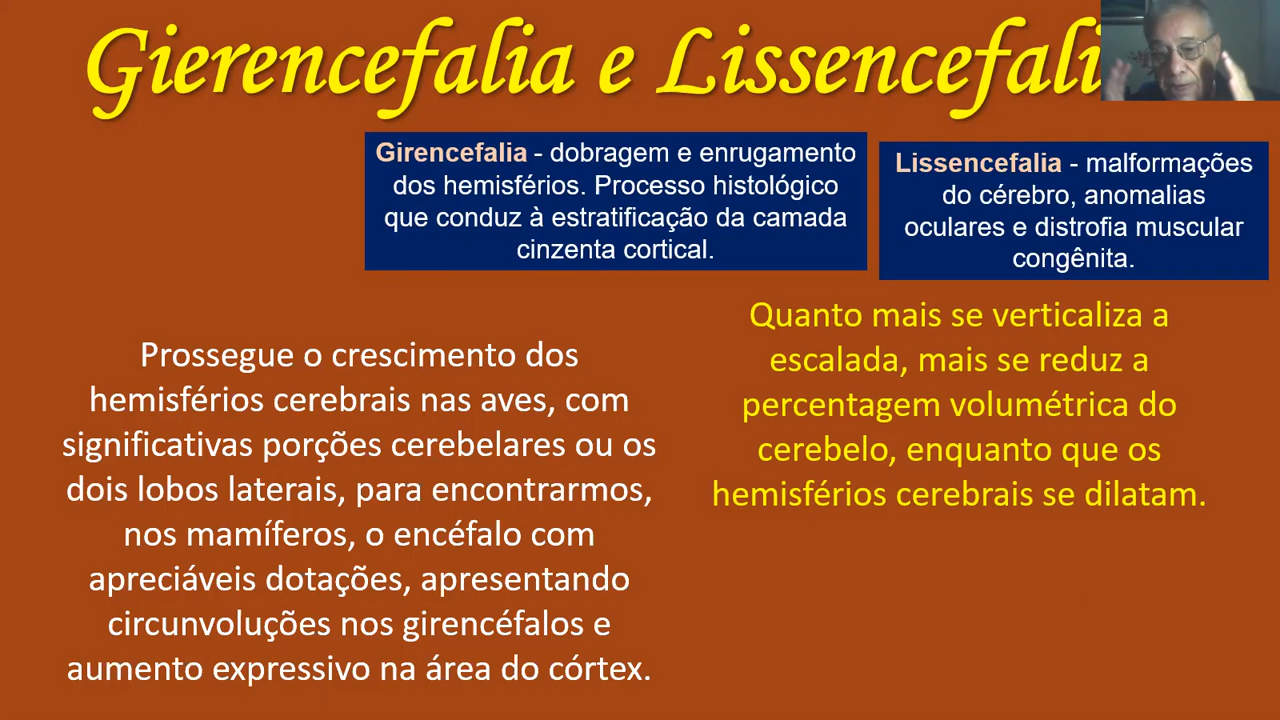 Gierencefalia e Lissencefali
Girencefalia - dobragem e enrugamento
dos hemisférios. Processo histológico
que conduz à estratificação da camada
cinzenta cortical.
Lissencefalia - malformações
do cérebro, anomalias
oculares e distrofia muscular
congênita.
Prossegue o crescimento dos
hemisférios cerebrais nas aves, com
significativas porções cerebelares ou os
dois lobos laterais, para encontrarmos,
nos mamíferos, o encéfalo com
apreciáveis dotações, apresentando
circunvoluções nos girencéfalos e
aumento expressivo na área do córtex.
Quanto mais se verticaliza a
escalada, mais se reduz a
percentagem volumétrica do
cerebelo, enquanto que os
hemisférios cerebrais se dilatam.